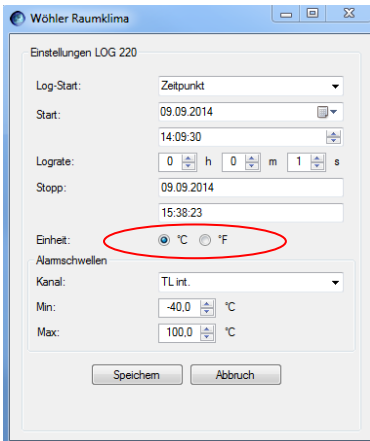 Wöhler Raumklima
Einstellungen LOG 220
Log-Start: Zeitpunkt
Start: 09.09.2014
14:09:30
Lograte: 0 h 0 m 1 s
Stopp: 09.09.2014
15:38:23
Einheit: °C °F
Alarmschwellen
Kanal: TL int.
Min: -40,0 °C
Max: 100,0 °C
Speichern Abbruch